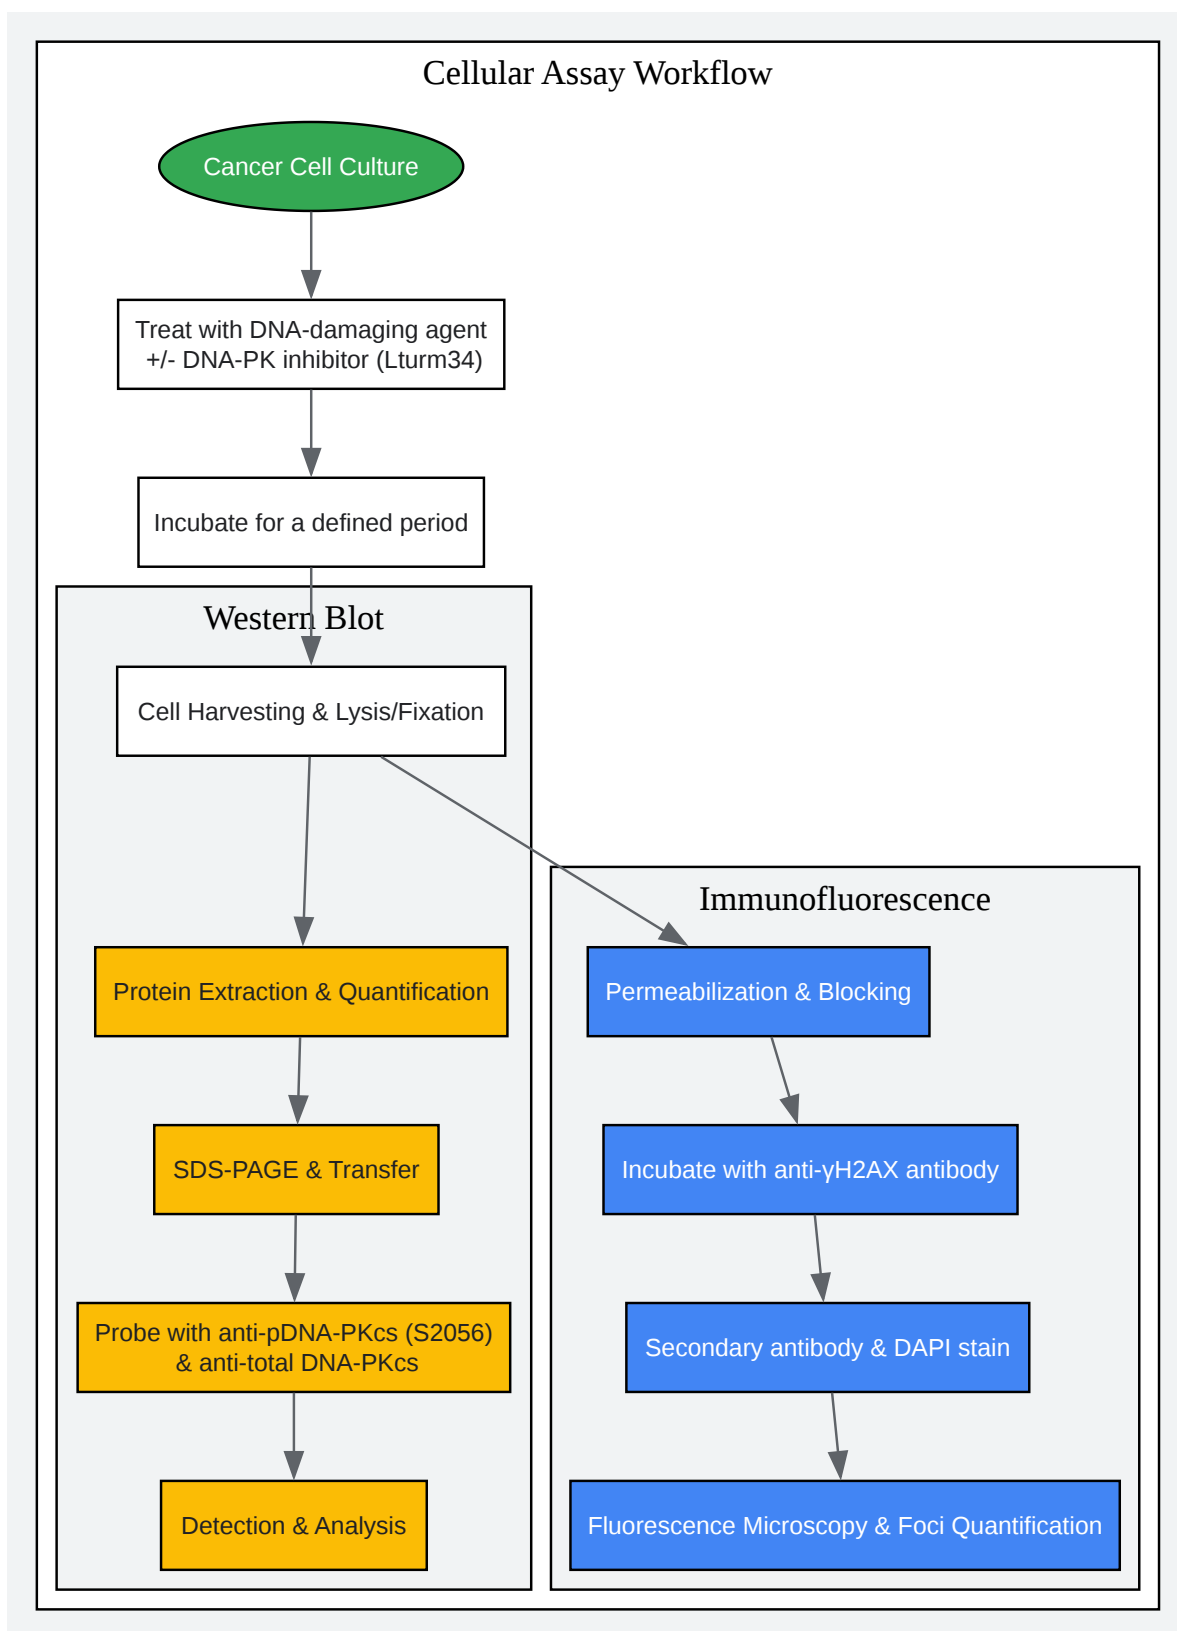 Cellular Assay Workflow
Cancer Cell Culture
Treat with DNA-damaging agent
+/- DNA-PK inhibitor (Lturm34)
Incubate for a defined period
Western Blot
Cell Harvesting & Lysis/Fixation
Protein Extraction & Quantification
SDS-PAGE & Transfer
Probe with anti-pDNA-PKcs (S2056)
& anti-total DNA-PKcs
Detection & Analysis
Immunofluorescence
Permeabilization & Blocking
Incubate with anti-γH2AX antibody
Secondary antibody & DAPI stain
Fluorescence Microscopy & Foci Quantification